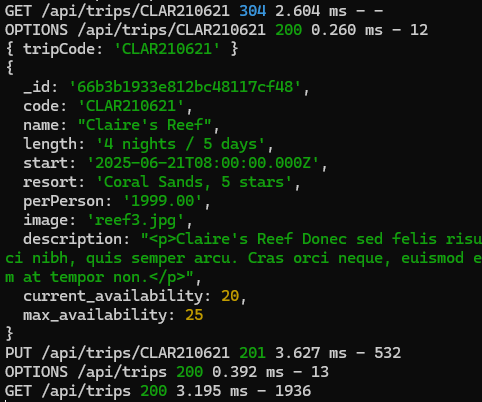 GET /api/trips/CLAR210621 304 2.604 ms - -
OPTIONS /api/trips/CLAR210621 200 0.260 ms - 12
{ tripCode: 'CLAR210621' }
{
  _id: '66b3b1933e812bc48117cf48',
  code: 'CLAR210621',
  name: "Claire's Reef",
  length: '4 nights / 5 days',
  start: '2025-06-21T08:00:00.000Z',
  resort: 'Coral Sands, 5 stars',
  perPerson: '1999.00',
  image: 'reef3.jpg',
  description: "<p>Claire's Reef Donec sed felis risu
ci nibh, quis semper arcu. Cras orci neque, euismod e
m at tempor non.</p>",
  current_availability: 20,
  max_availability: 25
}
PUT /api/trips/CLAR210621 201 3.627 ms - 532
OPTIONS /api/trips 200 0.392 ms - 13
GET /api/trips 200 3.195 ms - 1936